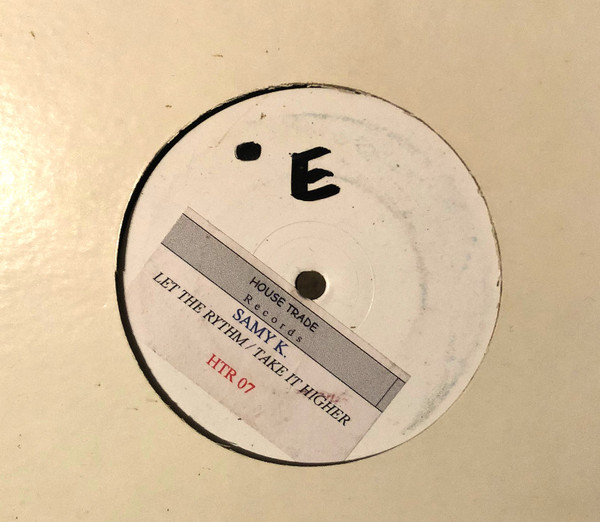 E
HOUSE TRADE
Records
SAMY K.
LET THE RYTHM / TAKE IT HIGHER
HTR 07